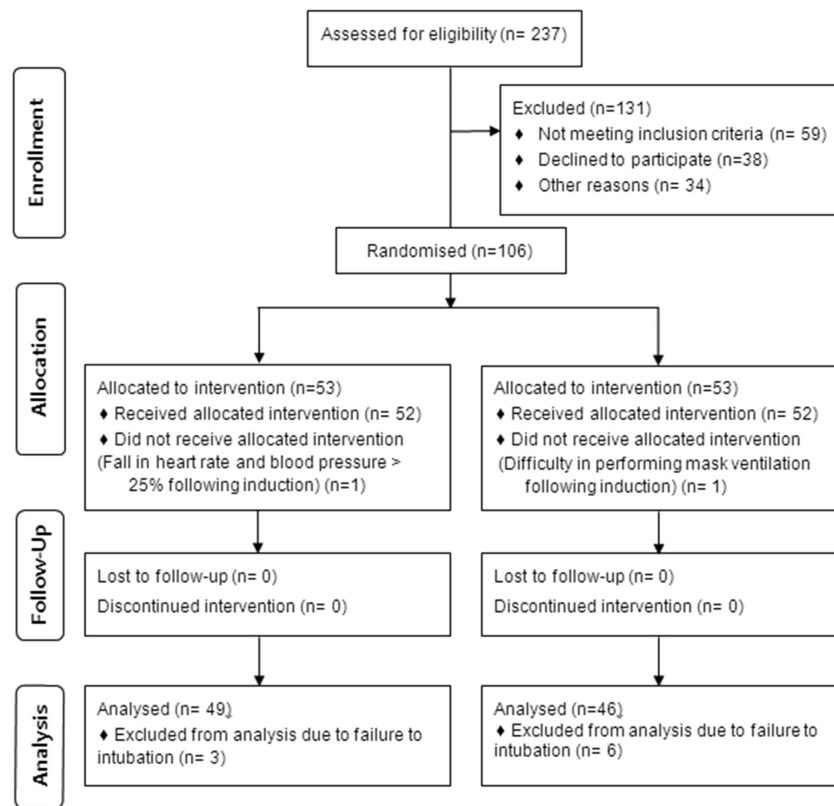 Assessed for eligibility (n= 237)
Enrollment
Excluded (n=131)
♦ Not meeting inclusion criteria (n= 59)
♦ Declined to participate (n=38)
♦ Other reasons (n= 34)
Randomised (n=106)
Allocation
Allocated to intervention (n=53)
♦ Received allocated intervention (n= 52)
♦ Did not receive allocated intervention
(Fall in heart rate and blood pressure >
25% following induction) (n=1)
Allocated to intervention (n=53)
♦ Received allocated intervention (n= 52)
♦ Did not receive allocated intervention
(Difficulty in performing mask ventilation
following induction) (n= 1)
Follow-Up
Lost to follow-up (n= 0)
Discontinued intervention (n= 0)
Lost to follow-up (n= 0)
Discontinued intervention (n= 0)
Analysis
Analysed (n= 49)
♦ Excluded from analysis due to failure to
intubation (n= 3)
Analysed (n=46)
♦ Excluded from analysis due to failure to
intubation (n= 6)